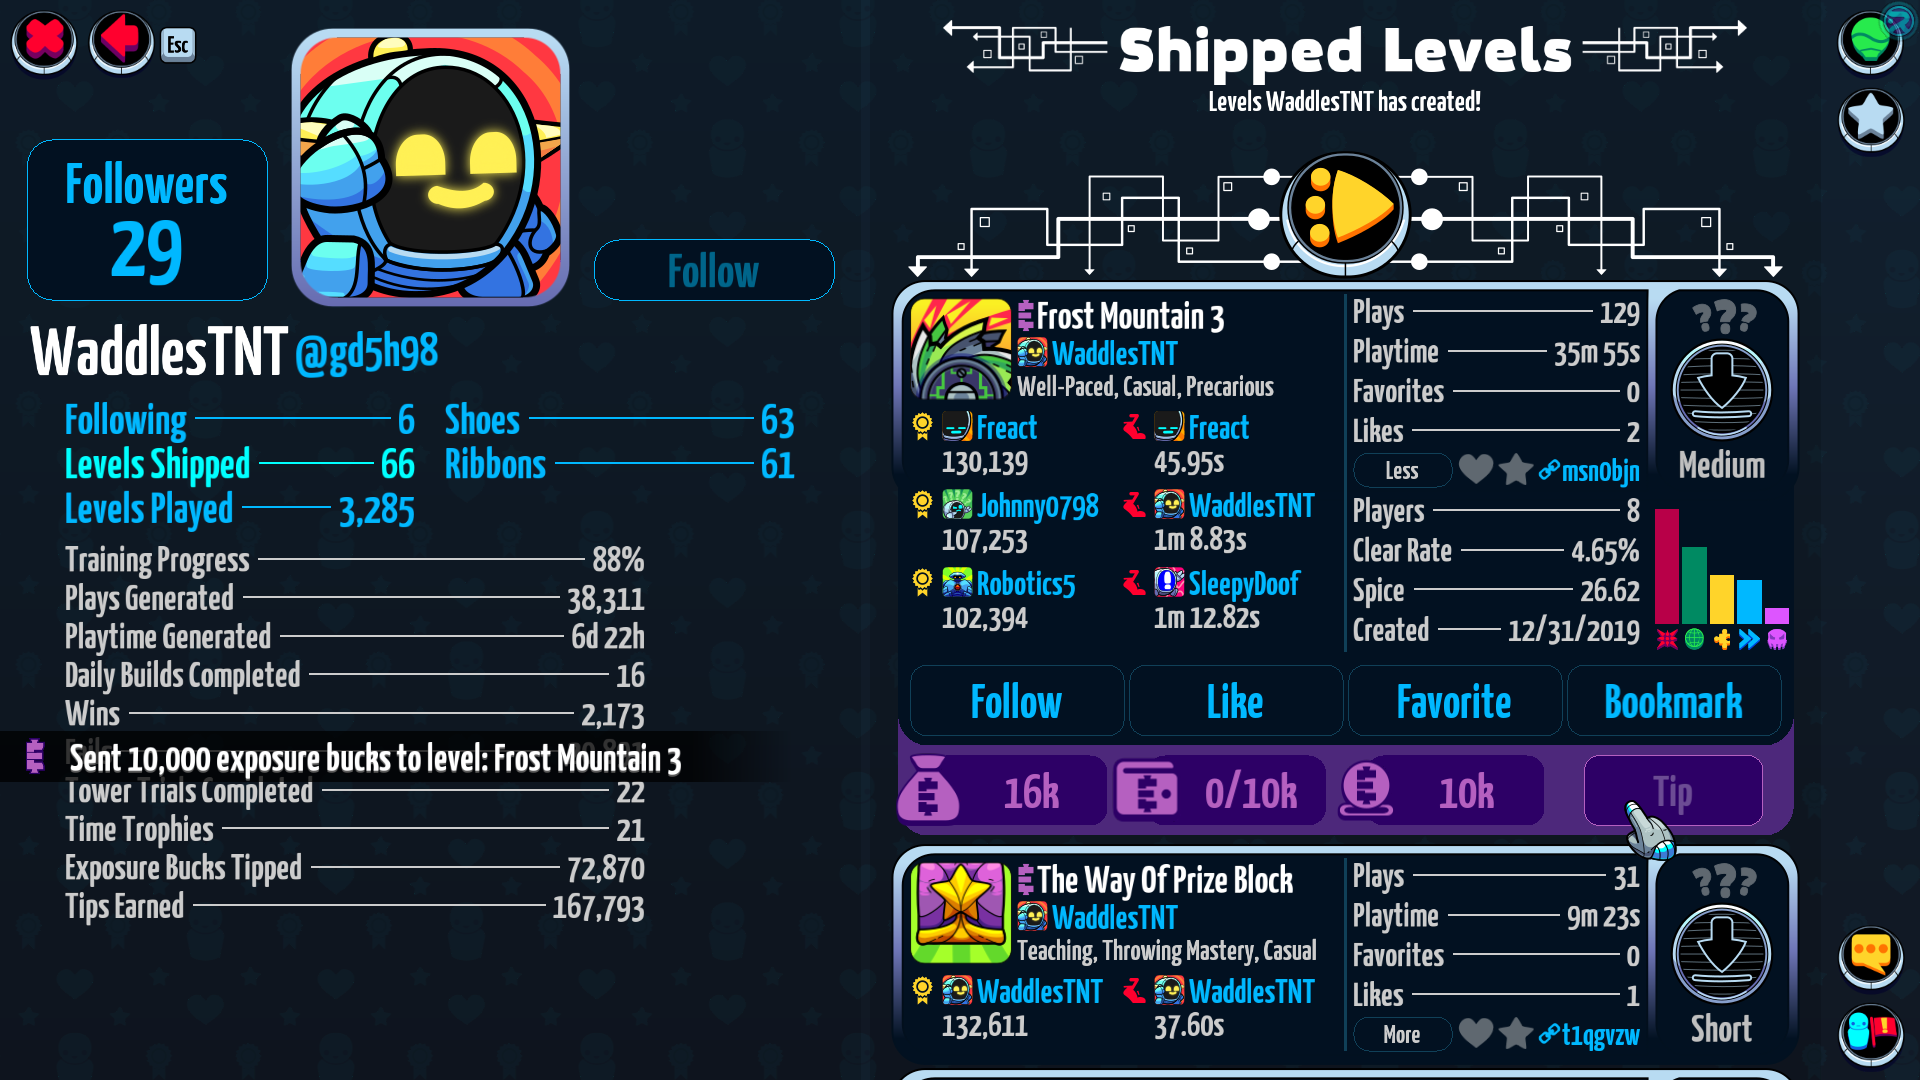 Esc
Followers
29
Follow
WaddlesTNT @gd5h98
Following 6
Shoes 63
Levels Shipped 66
Ribbons 61
Levels Played 3,285
Training Progress 88%
Plays Generated 38,311
Playtime Generated 6d 22h
Daily Builds Completed 16
Wins 2,173
Sent 10,000 exposure bucks to level: Frost Mountain 3
Tower Trials Completed 22
Time Trophies 21
Exposure Bucks Tipped 72,870
Tips Earned 167,793
Shipped Levels
Levels WaddlesTNT has created!
Frost Mountain 3
WaddlesTNT
Well-Paced, Casual, Precarious
Freact
130,139
Freact
45.95s
Johnny0798
107,253
WaddlesTNT
1m 8.83s
Robotics5
102,394
SleepyDoof
1m 12.82s
Plays 129
Playtime 35m 55s
Favorites 0
Likes 2
Less
msn0bjn
Players 8
Clear Rate 4.65%
Spice 26.62
Created 12/31/2019
???
Medium
Follow
Like
Favorite
Bookmark
16k
0/10k
10k
Tip
The Way Of Prize Block
WaddlesTNT
Teaching, Throwing Mastery, Casual
WaddlesTNT
132,611
WaddlesTNT
37.60s
Plays 31
Playtime 9m 23s
Favorites 0
Likes 1
More
t1qgvzw
???
Short